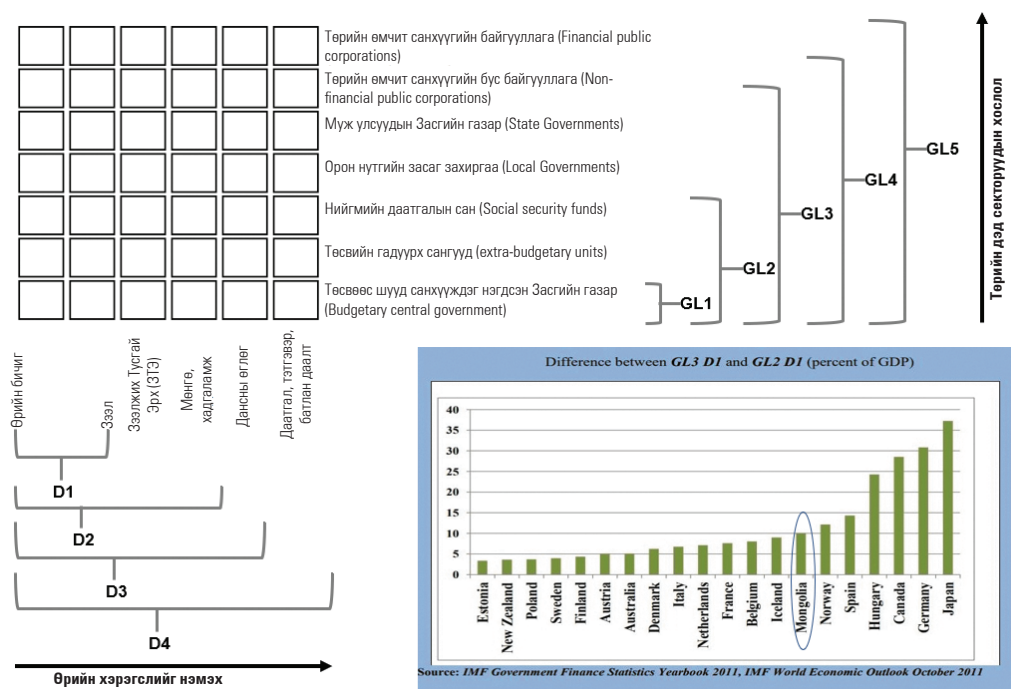 Төрийн өмчит санхүүгийн байгууллага (Financial public
corporations)
Төрийн өмчит санхүүгийн бус байгууллага (Non-
financial public corporations)
Муж улсуудын Засгийн газар (State Governments)
Орон нутгийн засаг захиргаа (Local Governments)
Нийгмийн даатгалын сан (Social security funds)
Төсвийн гадуурх сангууд (extra-budgetary units)
Төсвөөс шууд санхүүждэг нэгдсэн Засгийн газар
(Budgetary central government)
GL1
GL2
GL3
GL4
GL5
Төрийн дэд секторуудын хослол
Өрийн бичиг
Зээл
Зээлжих Тусгай
Эрх (ЗТЭ)
Мөнгө,
хадгаламж
Дансны өглөг
Даатгал, тэтгэвэр,
батлан даалт
D1
D2
D3
D4
Өрийн хэрэгслийг нэмэх
Difference between GL3 D1 and GL2 D1 (percent of GDP)
40
35
30
25
20
15
10
5
0
Estonia
New Zealand
Poland
Sweden
Finland
Austria
Australia
Denmark
Italy
Netherlands
France
Belgium
Iceland
Mongolia
Norway
Spain
Hungary
Canada
Germany
Japan
Source: IMF Government Finance Statistics Yearbook 2011, IMF World Economic Outlook October 2011